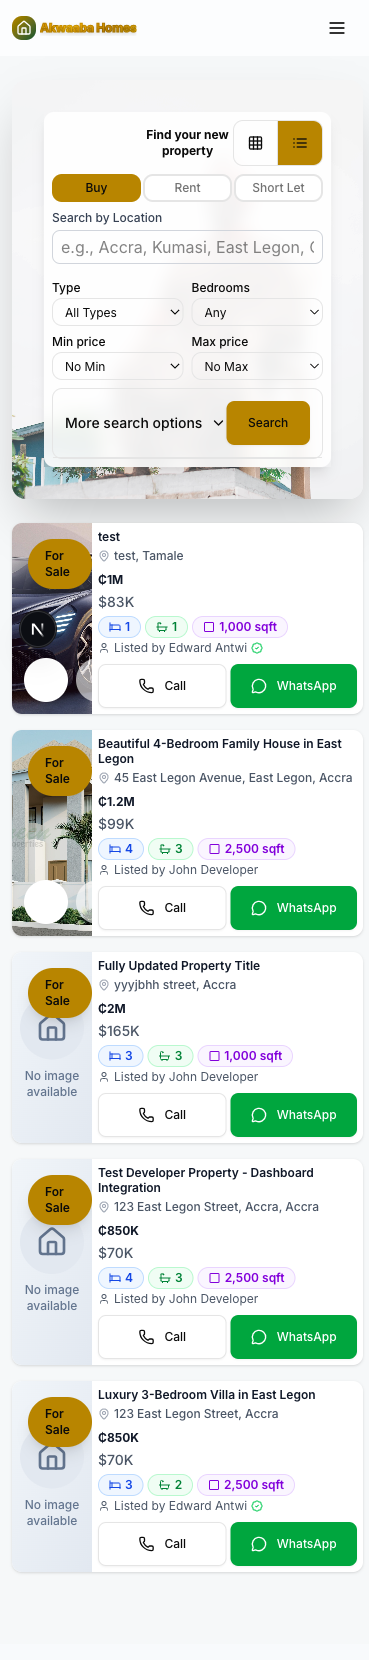 Akwaaba Homes
Find your new
property
Buy
Rent
Short Let
Search by Location
e.g., Accra, Kumasi, East Legon, C
Type
Bedrooms
All Types
Any
Min price
Max price
No Min
No Max
More search options
Search
For
Sale
N
test
test, Tamale
₵1M
$83K
1
1
1,000 sqft
Listed by Edward Antwi
Call
WhatsApp
For
Sale
Beautiful 4-Bedroom Family House in East
Legon
45 East Legon Avenue, East Legon, Accra
₵1.2M
$99K
4
3
2,500 sqft
Listed by John Developer
Call
WhatsApp
For
Sale
No image
available
Fully Updated Property Title
yyyjbhh street, Accra
₵2M
$165K
3
3
1,000 sqft
Listed by John Developer
Call
WhatsApp
For
Sale
No image
available
Test Developer Property - Dashboard
Integration
123 East Legon Street, Accra, Accra
₵850K
$70K
4
3
2,500 sqft
Listed by John Developer
Call
WhatsApp
For
Sale
No image
available
Luxury 3-Bedroom Villa in East Legon
123 East Legon Street, Accra
₵850K
$70K
3
2
2,500 sqft
Listed by Edward Antwi
Call
WhatsApp